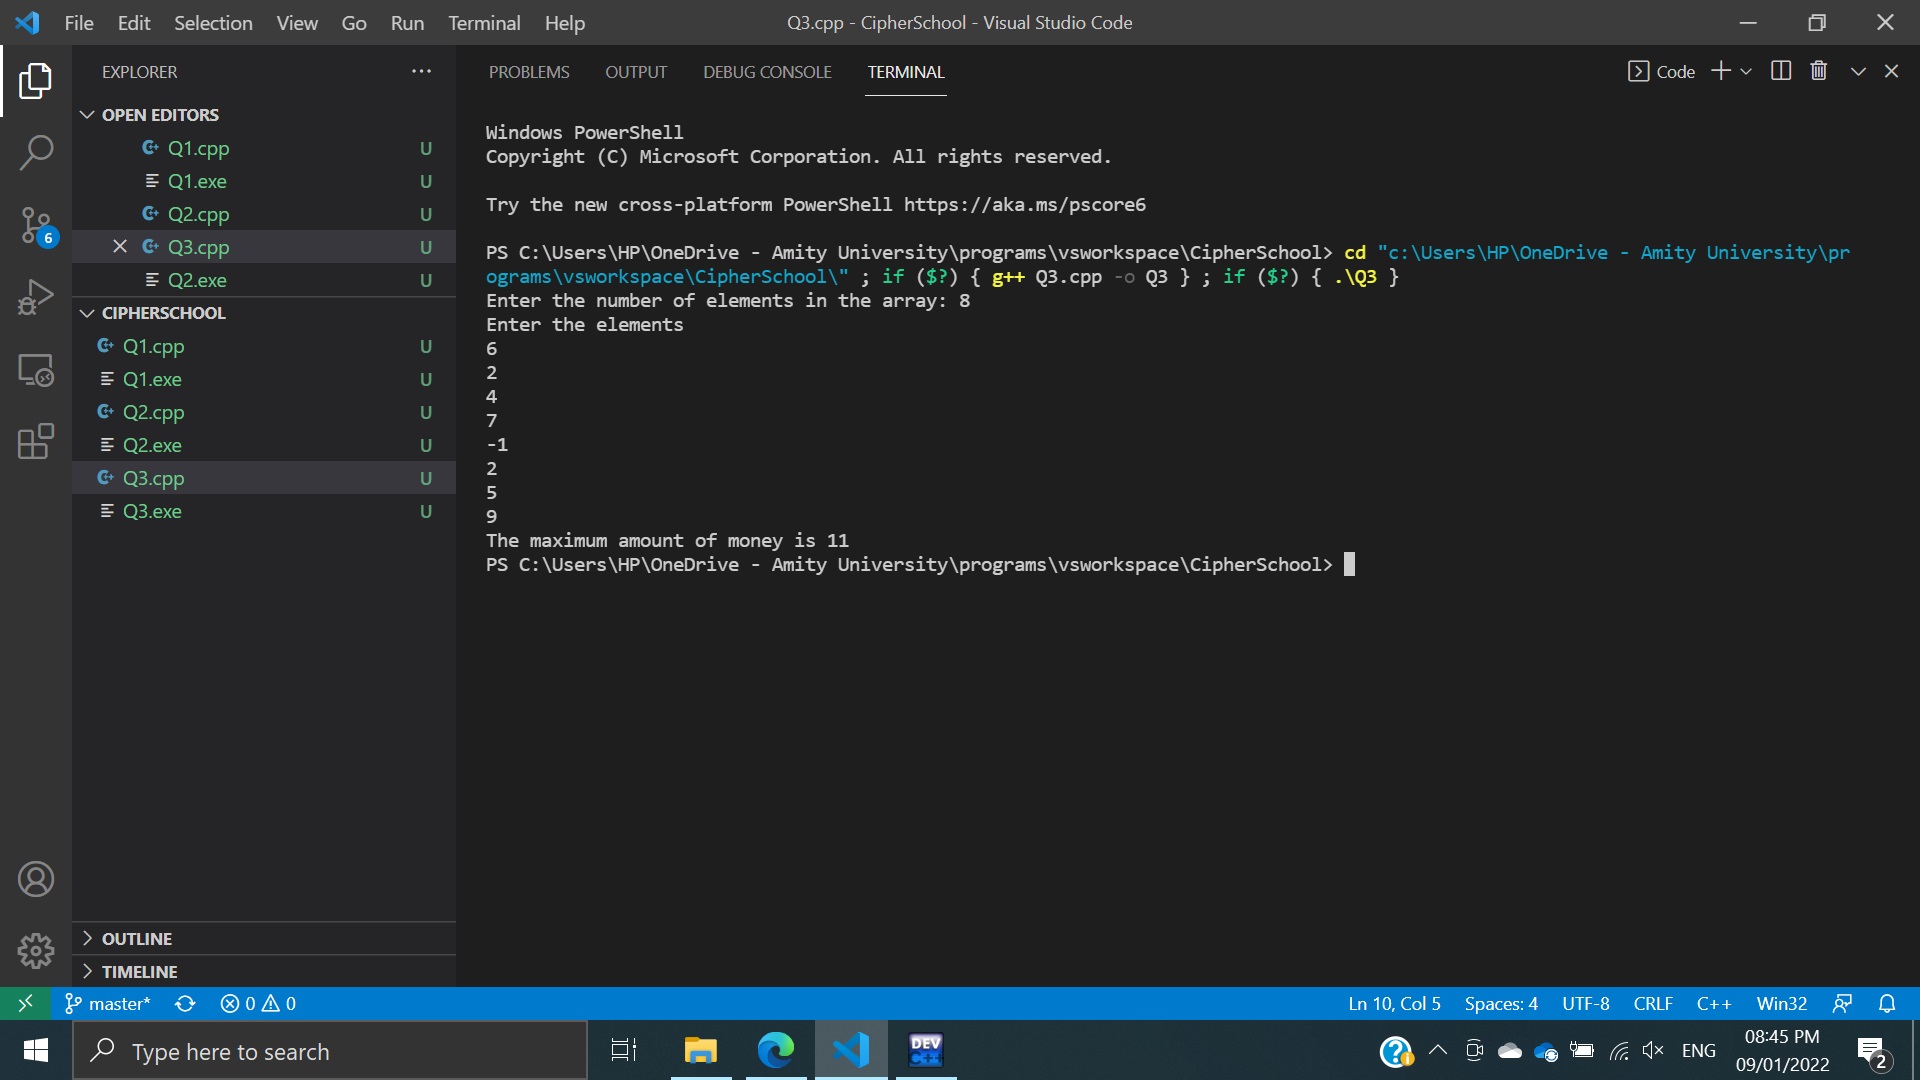 File Edit Selection View Go Run Terminal Help
Q3.cpp - CipherSchool - Visual Studio Code
EXPLORER
OPEN EDITORS
Q1.cpp U
Q1.exe U
Q2.cpp U
Q3.cpp U
Q2.exe U
CIPHERSCHOOL
Q1.cpp U
Q1.exe U
Q2.cpp U
Q2.exe U
Q3.cpp U
Q3.exe U
OUTLINE
TIMELINE
6
PROBLEMS OUTPUT DEBUG CONSOLE TERMINAL
Code
Windows PowerShell
Copyright (C) Microsoft Corporation. All rights reserved.
Try the new cross-platform PowerShell https://aka.ms/pscore6
PS C:\Users\HP\OneDrive - Amity University\programs\vsworkspace\CipherSchool> cd "c:\Users\HP\OneDrive - Amity University\pr
ograms\vsworkspace\CipherSchool\" ; if ($?) { g++ Q3.cpp -o Q3 } ; if ($?) { .\Q3 }
Enter the number of elements in the array: 8
Enter the elements
6
2
4
7
-1
2
5
9
The maximum amount of money is 11
PS C:\Users\HP\OneDrive - Amity University\programs\vsworkspace\CipherSchool>
master* 0 0
Ln 10, Col 5 Spaces: 4 UTF-8 CRLF C++ Win32
Type here to search
DEV C++
ENG
08:45 PM
09/01/2022
2